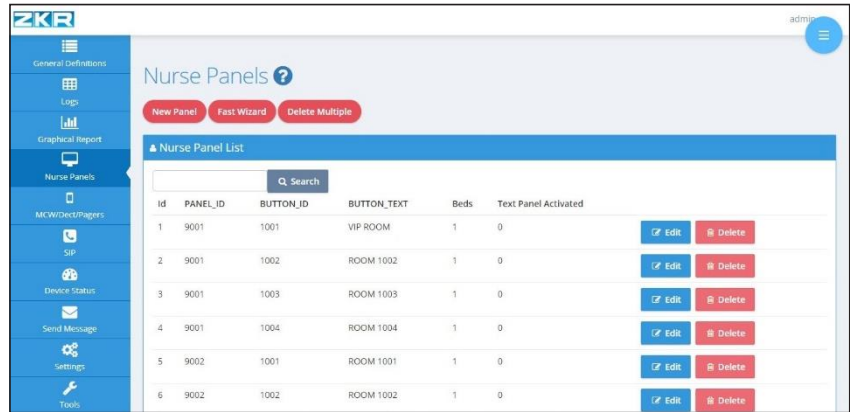 ZKR
admin
General Definitions
Logs
Graphical Report
Nurse Panels
MCW/Dect/Pagers
SIP
Device Status
Send Message
Settings
Tools
Nurse Panels ?
New Panel Fast Wizard Delete Multiple
Nurse Panel List
Search
Id PANEL_ID BUTTON_ID BUTTON_TEXT Beds Text Panel Activated
1 9001 1001 VIP ROOM 1 0 Edit Delete
2 9001 1002 ROOM 1002 1 0 Edit Delete
3 9001 1003 ROOM 1003 1 0 Edit Delete
4 9001 1004 ROOM 1004 1 0 Edit Delete
5 9002 1001 ROOM 1001 1 0 Edit Delete
6 9002 1002 ROOM 1002 1 0 Edit Delete